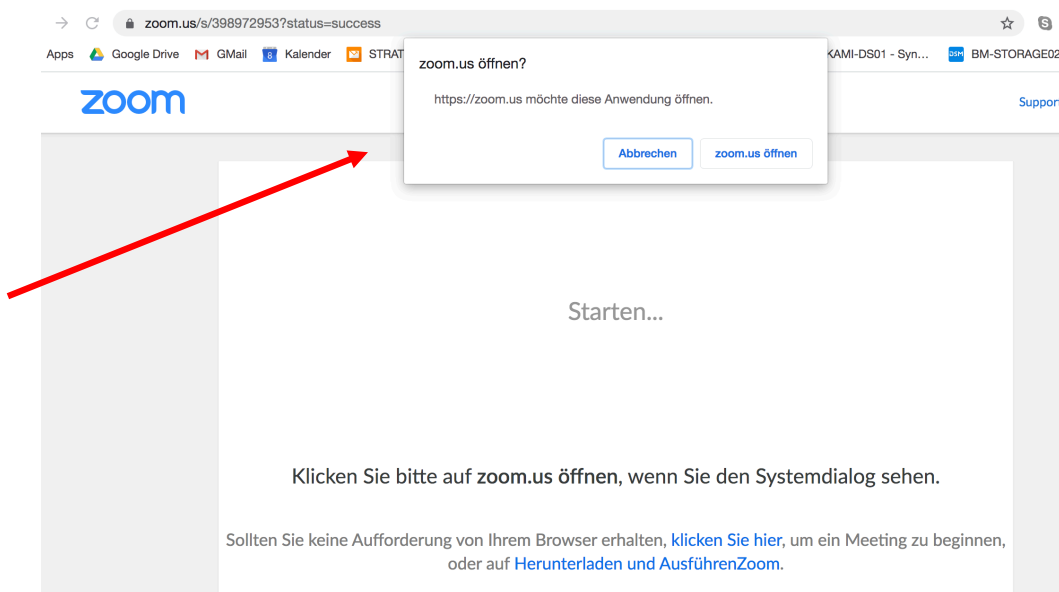 zoom.us/s/398972953?status=success
Apps Google Drive GMail 8 Kalender STRAT KAMI-DS01 - Syn... DSM BM-STORAGE02
zoom.us öffnen?
https://zoom.us möchte diese Anwendung öffnen.
Abbrechen zoom.us öffnen
zoom
Support
Starten...
Klicken Sie bitte auf zoom.us öffnen, wenn Sie den Systemdialog sehen.
Sollten Sie keine Aufforderung von Ihrem Browser erhalten, klicken Sie hier, um ein Meeting zu beginnen,
oder auf Herunterladen und AusführenZoom.